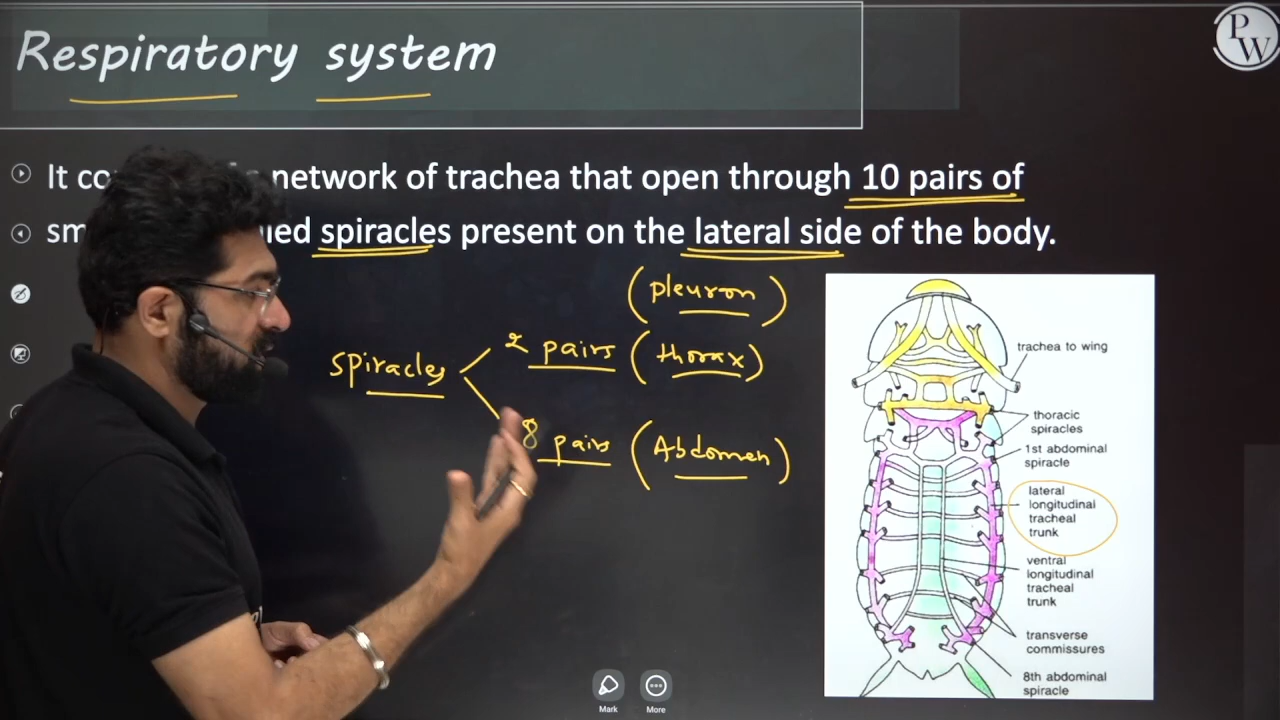 Respiratory system
PW
It co network of trachea that open through 10 pairs of
sm spiracles present on the lateral side of the body.
(pleuron)
spiracles
2 pairs (thorax)
8 pairs (Abdomen)
trachea to wing
thoracic
spiracles
1st abdominal
spiracle
lateral
longitudinal
tracheal
trunk
ventral
longitudinal
tracheal
trunk
transverse
commissures
8th abdominal
spiracle
Mark
More